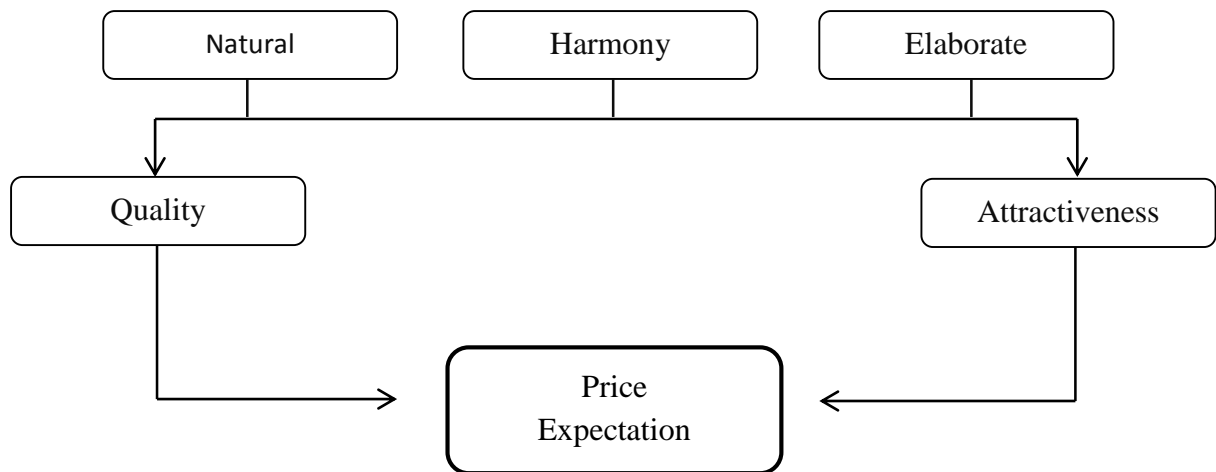 Natural
Harmony
Elaborate
Quality
Attractiveness
Price
Expectation